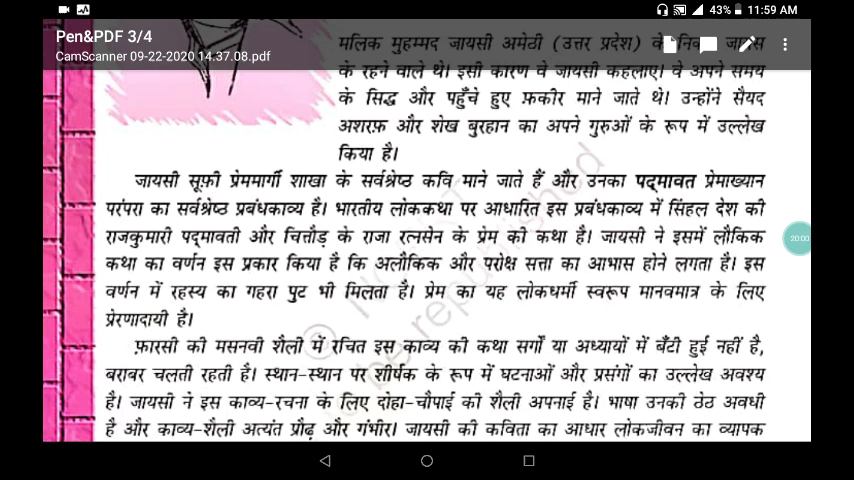 43% 11:59 AM
Pen&PDF 3/4
CamScanner 09-22-2020 14.37.08.pdf
मलिक मुहम्मद जायसी अमेठी (उत्तर प्रदेश) के
के रहने वाले थे। इसी कारण वे जायसी कहलाए। वे अपने समय
के सिद्ध और पहुँचे हुए फ़कीर माने जाते थे। उन्होंने सैयद
अशरफ़ और शेख बुरहान का अपने गुरुओं के रूप में उल्लेख
किया है।
जायसी सूफ़ी प्रेममार्गी शाखा के सर्वश्रेष्ठ कवि माने जाते हैं और उनका पद्मावत प्रेमाख्यान
परंपरा का सर्वश्रेष्ठ प्रबंधकाव्य है। भारतीय लोककथा पर आधारित इस प्रबंधकाव्य में सिंहल देश की
राजकुमारी पद्मावती और चित्तौड़ के राजा रत्नसेन के प्रेम की कथा है। जायसी ने इसमें लौकिक
कथा का वर्णन इस प्रकार किया है कि अलौकिक और परोक्ष सत्ता का आभास होने लगता है। इस
वर्णन में रहस्य का गहरा पुट भी मिलता है। प्रेम का यह लोकधर्मी स्वरूप मानवमात्र के लिए
प्रेरणादायी है।
फ़ारसी की मसनवी शैली में रचित इस काव्य की कथा सर्गों या अध्यायों में बँटी हुई नहीं है,
बराबर चलती रहती है। स्थान-स्थान पर शीर्षक के रूप में घटनाओं और प्रसंगों का उल्लेख अवश्य
है। जायसी ने इस काव्य-रचना के लिए दोहा-चौपाई की शैली अपनाई है। भाषा उनकी ठेठ अवधी
है और काव्य-शैली अत्यंत प्रौढ़ और गंभीर। जायसी की कविता का आधार लोकजीवन का व्यापक
20:00
be republished